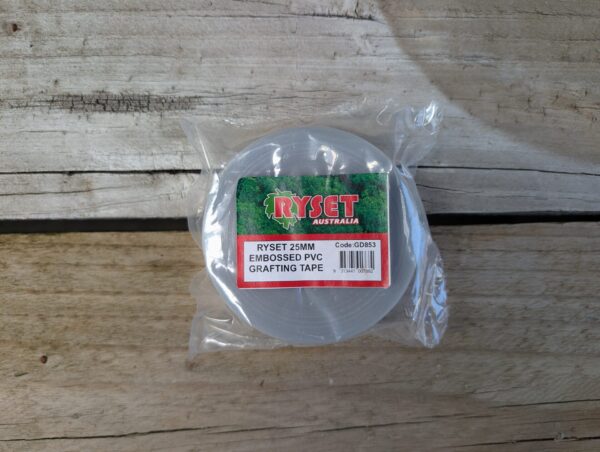 RYSET
AUSTRALIA
RYSET 25MM
EMBOSSED PVC
GRAFTING TAPE
Code:GD853